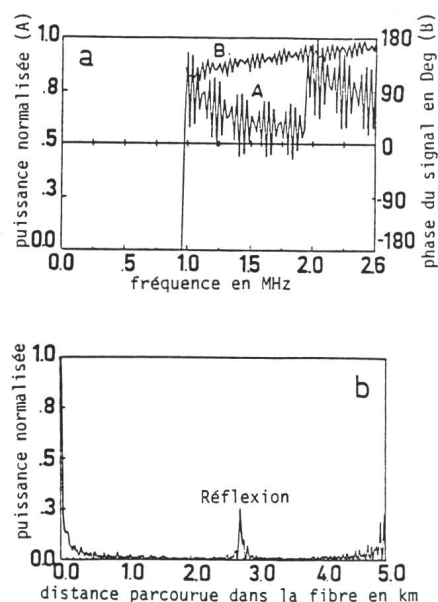 puissance normalisée (A)
1.0
.8
.5
.3
0.0
a
B
A
180
90
0
-90
-180
phase du signal en Deg (B)
0.0 .5 1.0 1.5 2.0 2.6
fréquence en MHz
puissance normalisée
1.0
.8
.5
.3
0.0
b
Réflexion
0.0 1.0 2.0 3.0 4.0 5.0
distance parcourue dans la fibre en km